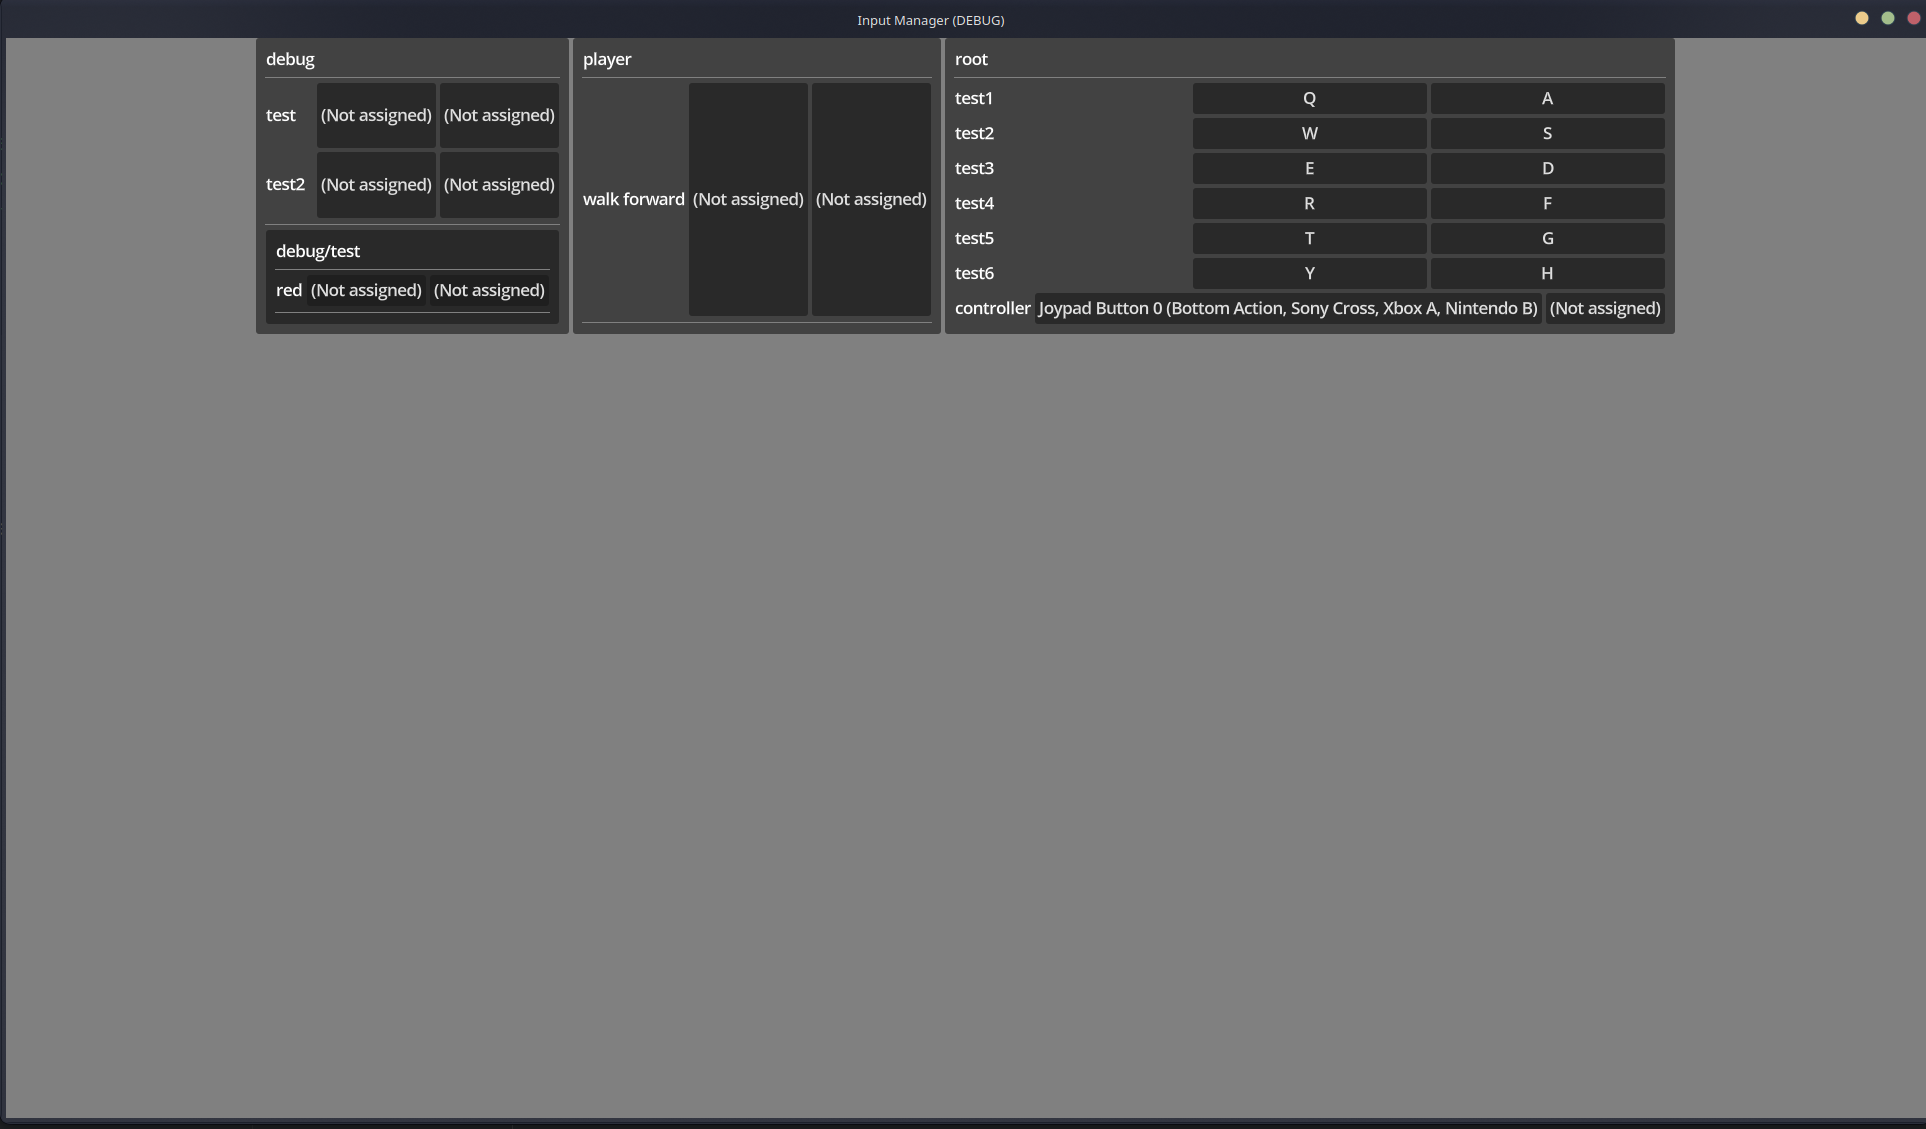 Input Manager (DEBUG)
debug
test (Not assigned) (Not assigned)
test2 (Not assigned) (Not assigned)
debug/test
red (Not assigned) (Not assigned)
player
walk forward (Not assigned) (Not assigned)
root
test1 Q A
test2 W S
test3 E D
test4 R F
test5 T G
test6 Y H
controller Joypad Button 0 (Bottom Action, Sony Cross, Xbox A, Nintendo B) (Not assigned)